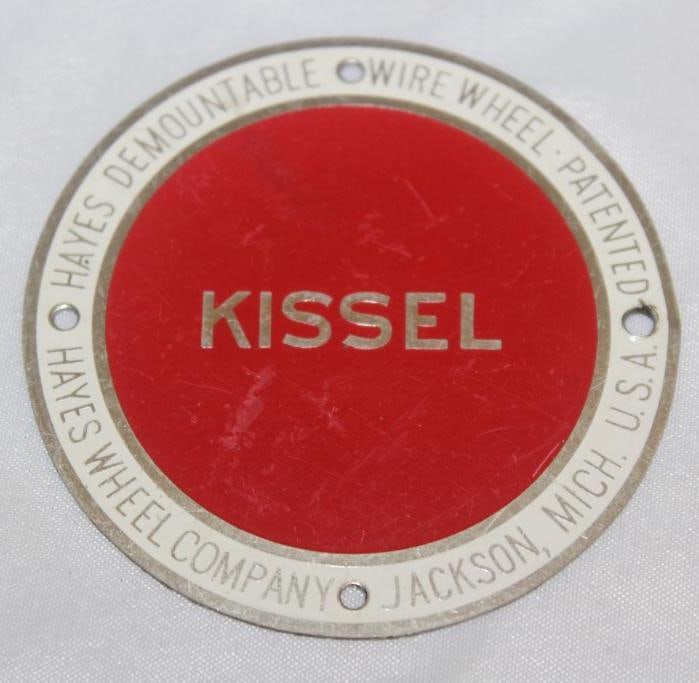 HAYES DEMOUNTABLE WIRE WHEEL · PATENTED
KISSEL
HAYES WHEEL COMPANY JACKSON, MICH. U.S.A.